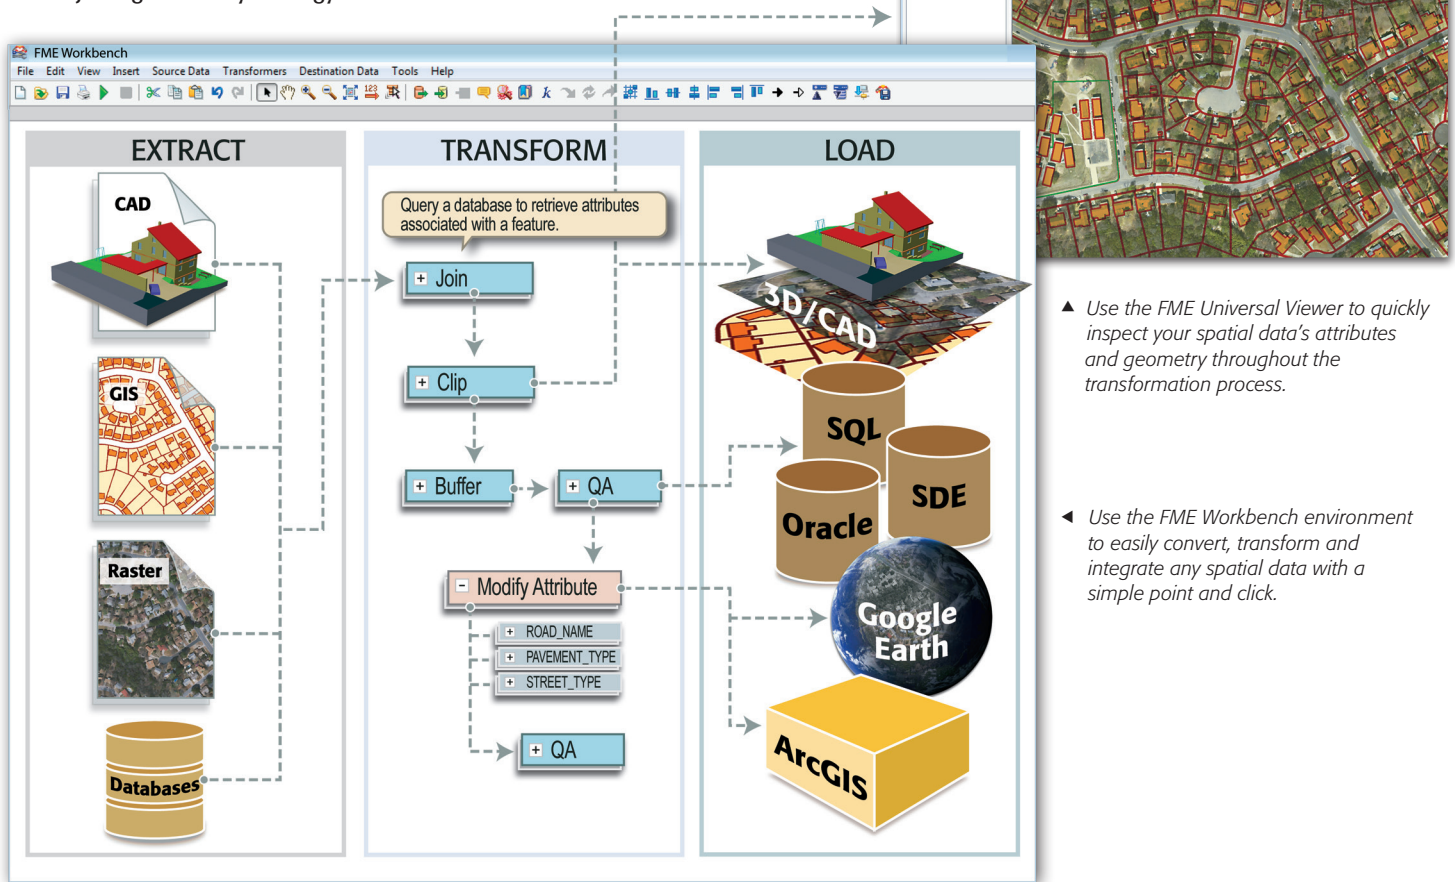 FME Workbench
File Edit View Insert Source Data Transformers Destination Data Tools Help
EXTRACT
CAD
GIS
Raster
Databases
TRANSFORM
Query a database to retrieve attributes
associated with a feature.
+ Join
+ Clip
+ Buffer
+ QA
- Modify Attribute
+ ROAD_NAME
+ PAVEMENT_TYPE
+ STREET_TYPE
+ QA
LOAD
3D/CAD
SQL
SDE
Oracle
Google
Earth
ArcGIS
▲ Use the FME Universal Viewer to quickly
inspect your spatial data's attributes
and geometry throughout the
transformation process.
◄ Use the FME Workbench environment
to easily convert, transform and
integrate any spatial data with a
simple point and click.